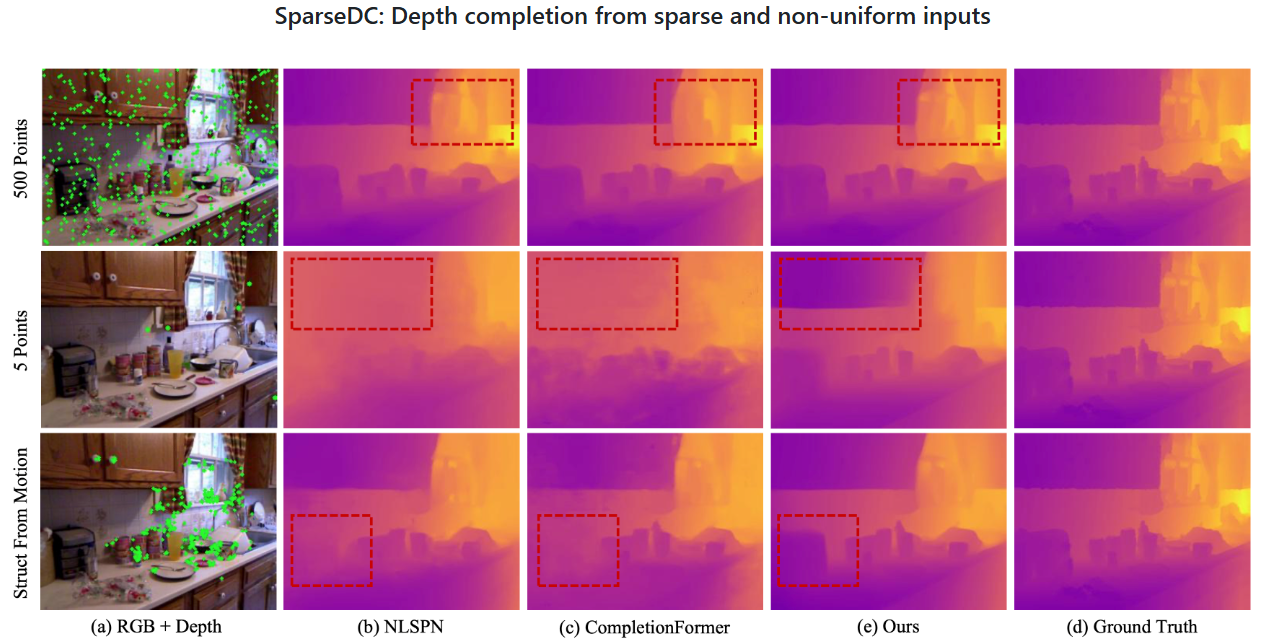 SparseDC: Depth completion from sparse and non-uniform inputs
500 Points
5 Points
Struct From Motion
(a) RGB + Depth
(b) NLSPN
(c) CompletionFormer
(e) Ours
(d) Ground Truth